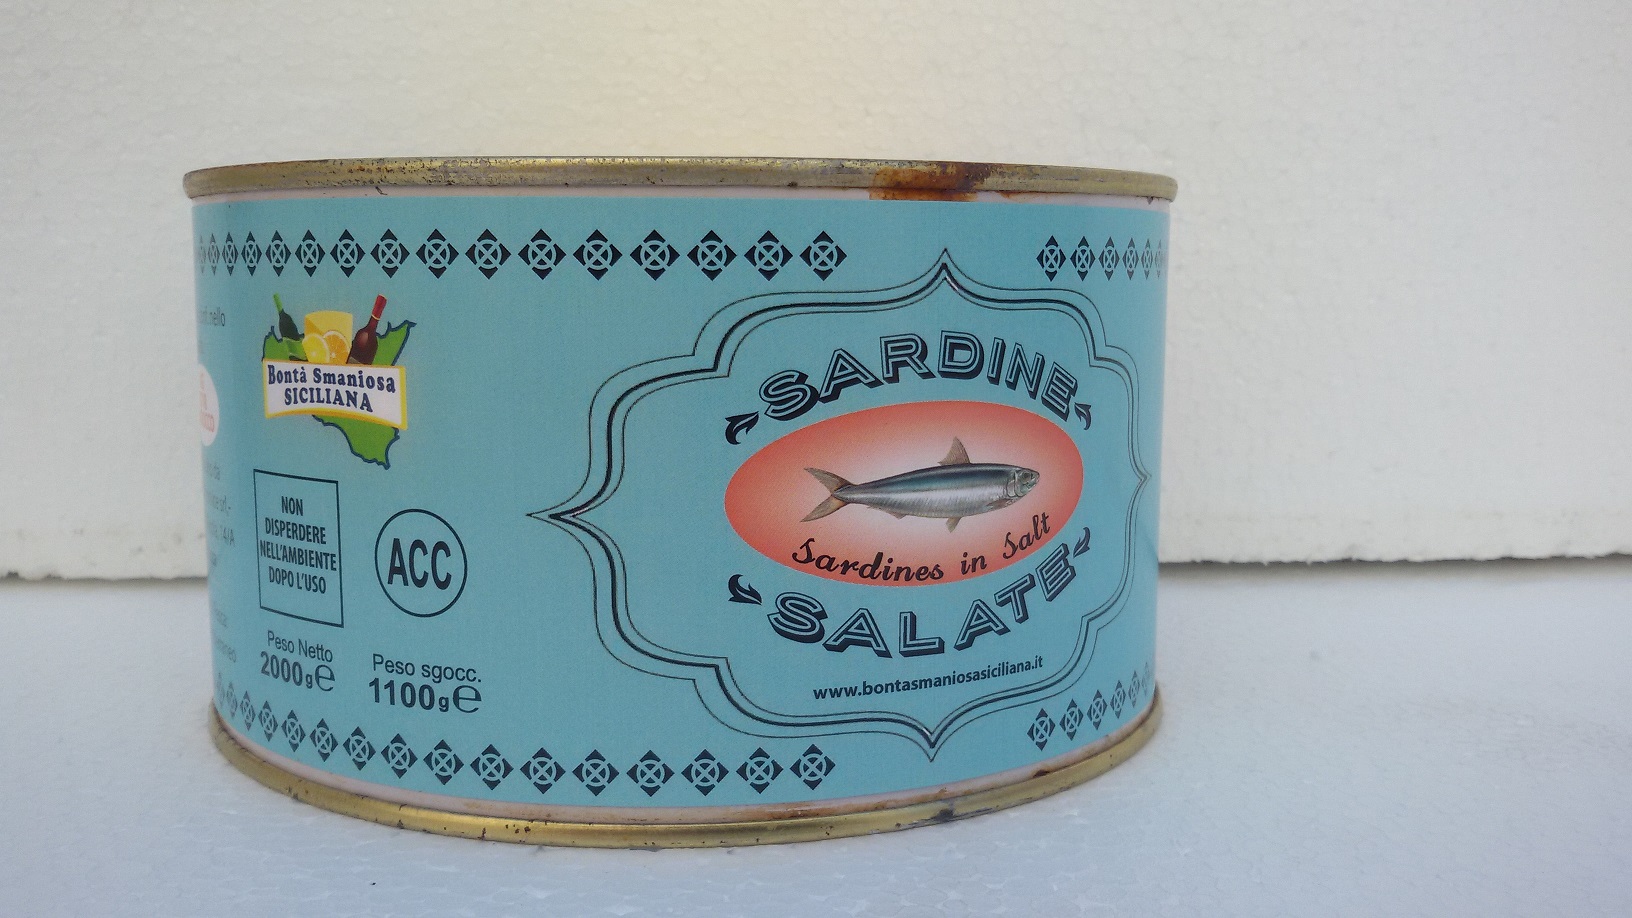 Bontà Smaniosa
SICILIANA
NON
DISPERDERE
NELL'AMBIENTE
DOPO L'USO
ACC
Peso Netto
2000g℮
Peso sgocc.
1100g℮
SARDINE
Sardines in Salt
SALATE
www.bontasmaniosasiciliana.it